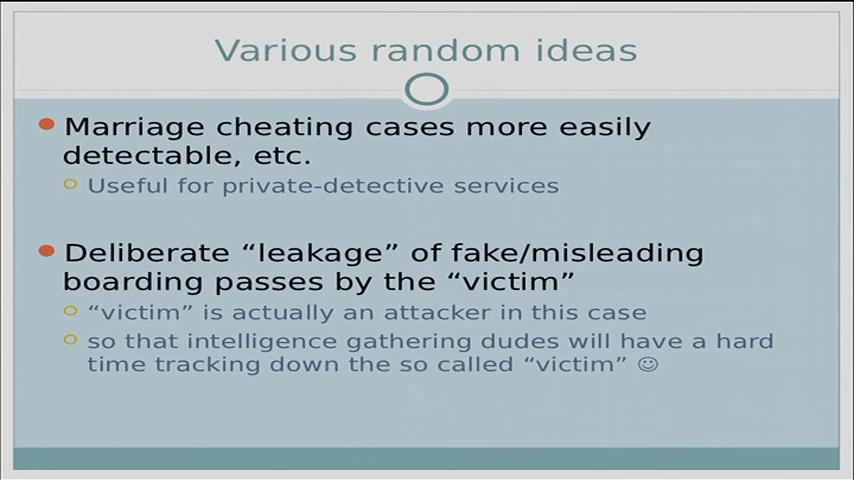 Various random ideas
Marriage cheating cases more easily
detectable, etc.
Useful for private-detective services
Deliberate “leakage” of fake/misleading
boarding passes by the “victim”
“victim” is actually an attacker in this case
so that intelligence gathering dudes will have a hard
time tracking down the so called “victim” ☺